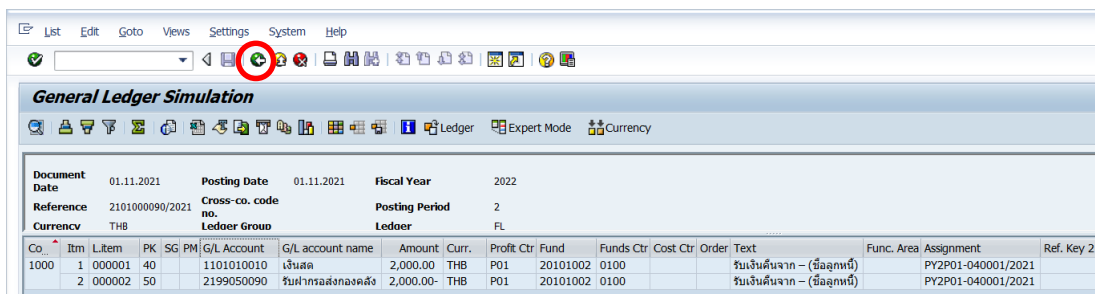 List Edit Goto Views Settings System Help
General Ledger Simulation
Ledger Expert Mode Currency
Document Date 01.11.2021 Posting Date 01.11.2021 Fiscal Year 2022
Reference 2101000090/2021 Cross-co. code no. Posting Period 2
Currency THB Ledger Group Ledger FL
Co... Itm L.item PK SG PM G/L Account G/L account name Amount Curr. Profit Ctr Fund Funds Ctr Cost Ctr Order Text Func. Area Assignment Ref. Key 2
1000 1 000001 40 1101010010 เงินสด 2,000.00 THB P01 20101002 0100 รับเงินคืนจาก – (ชื่อลูกหนี้) PY2P01-040001/2021
2 000002 50 2199050090 รับฝากรอส่งกองคลัง 2,000.00- THB P01 20101002 0100 รับเงินคืนจาก – (ชื่อลูกหนี้) PY2P01-040001/2021